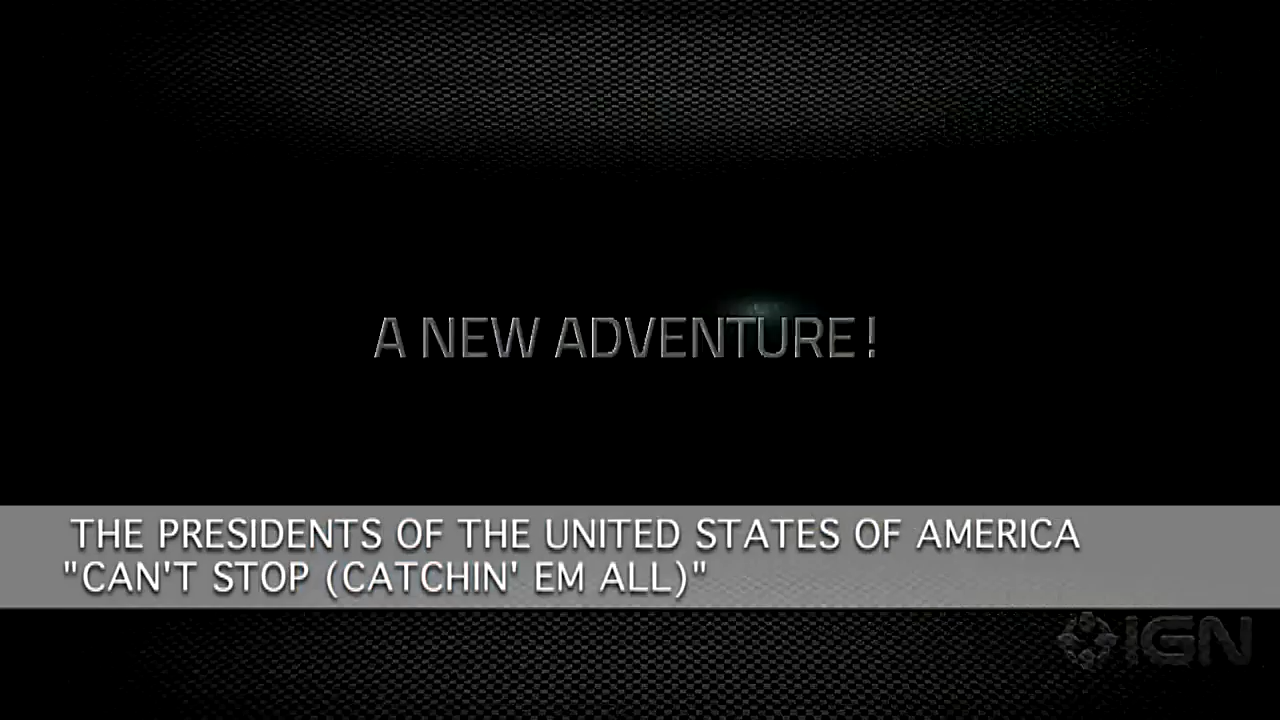 A NEW ADVENTURE!
THE PRESIDENTS OF THE UNITED STATES OF AMERICA
"CAN'T STOP (CATCHIN' EM ALL)"
IGN